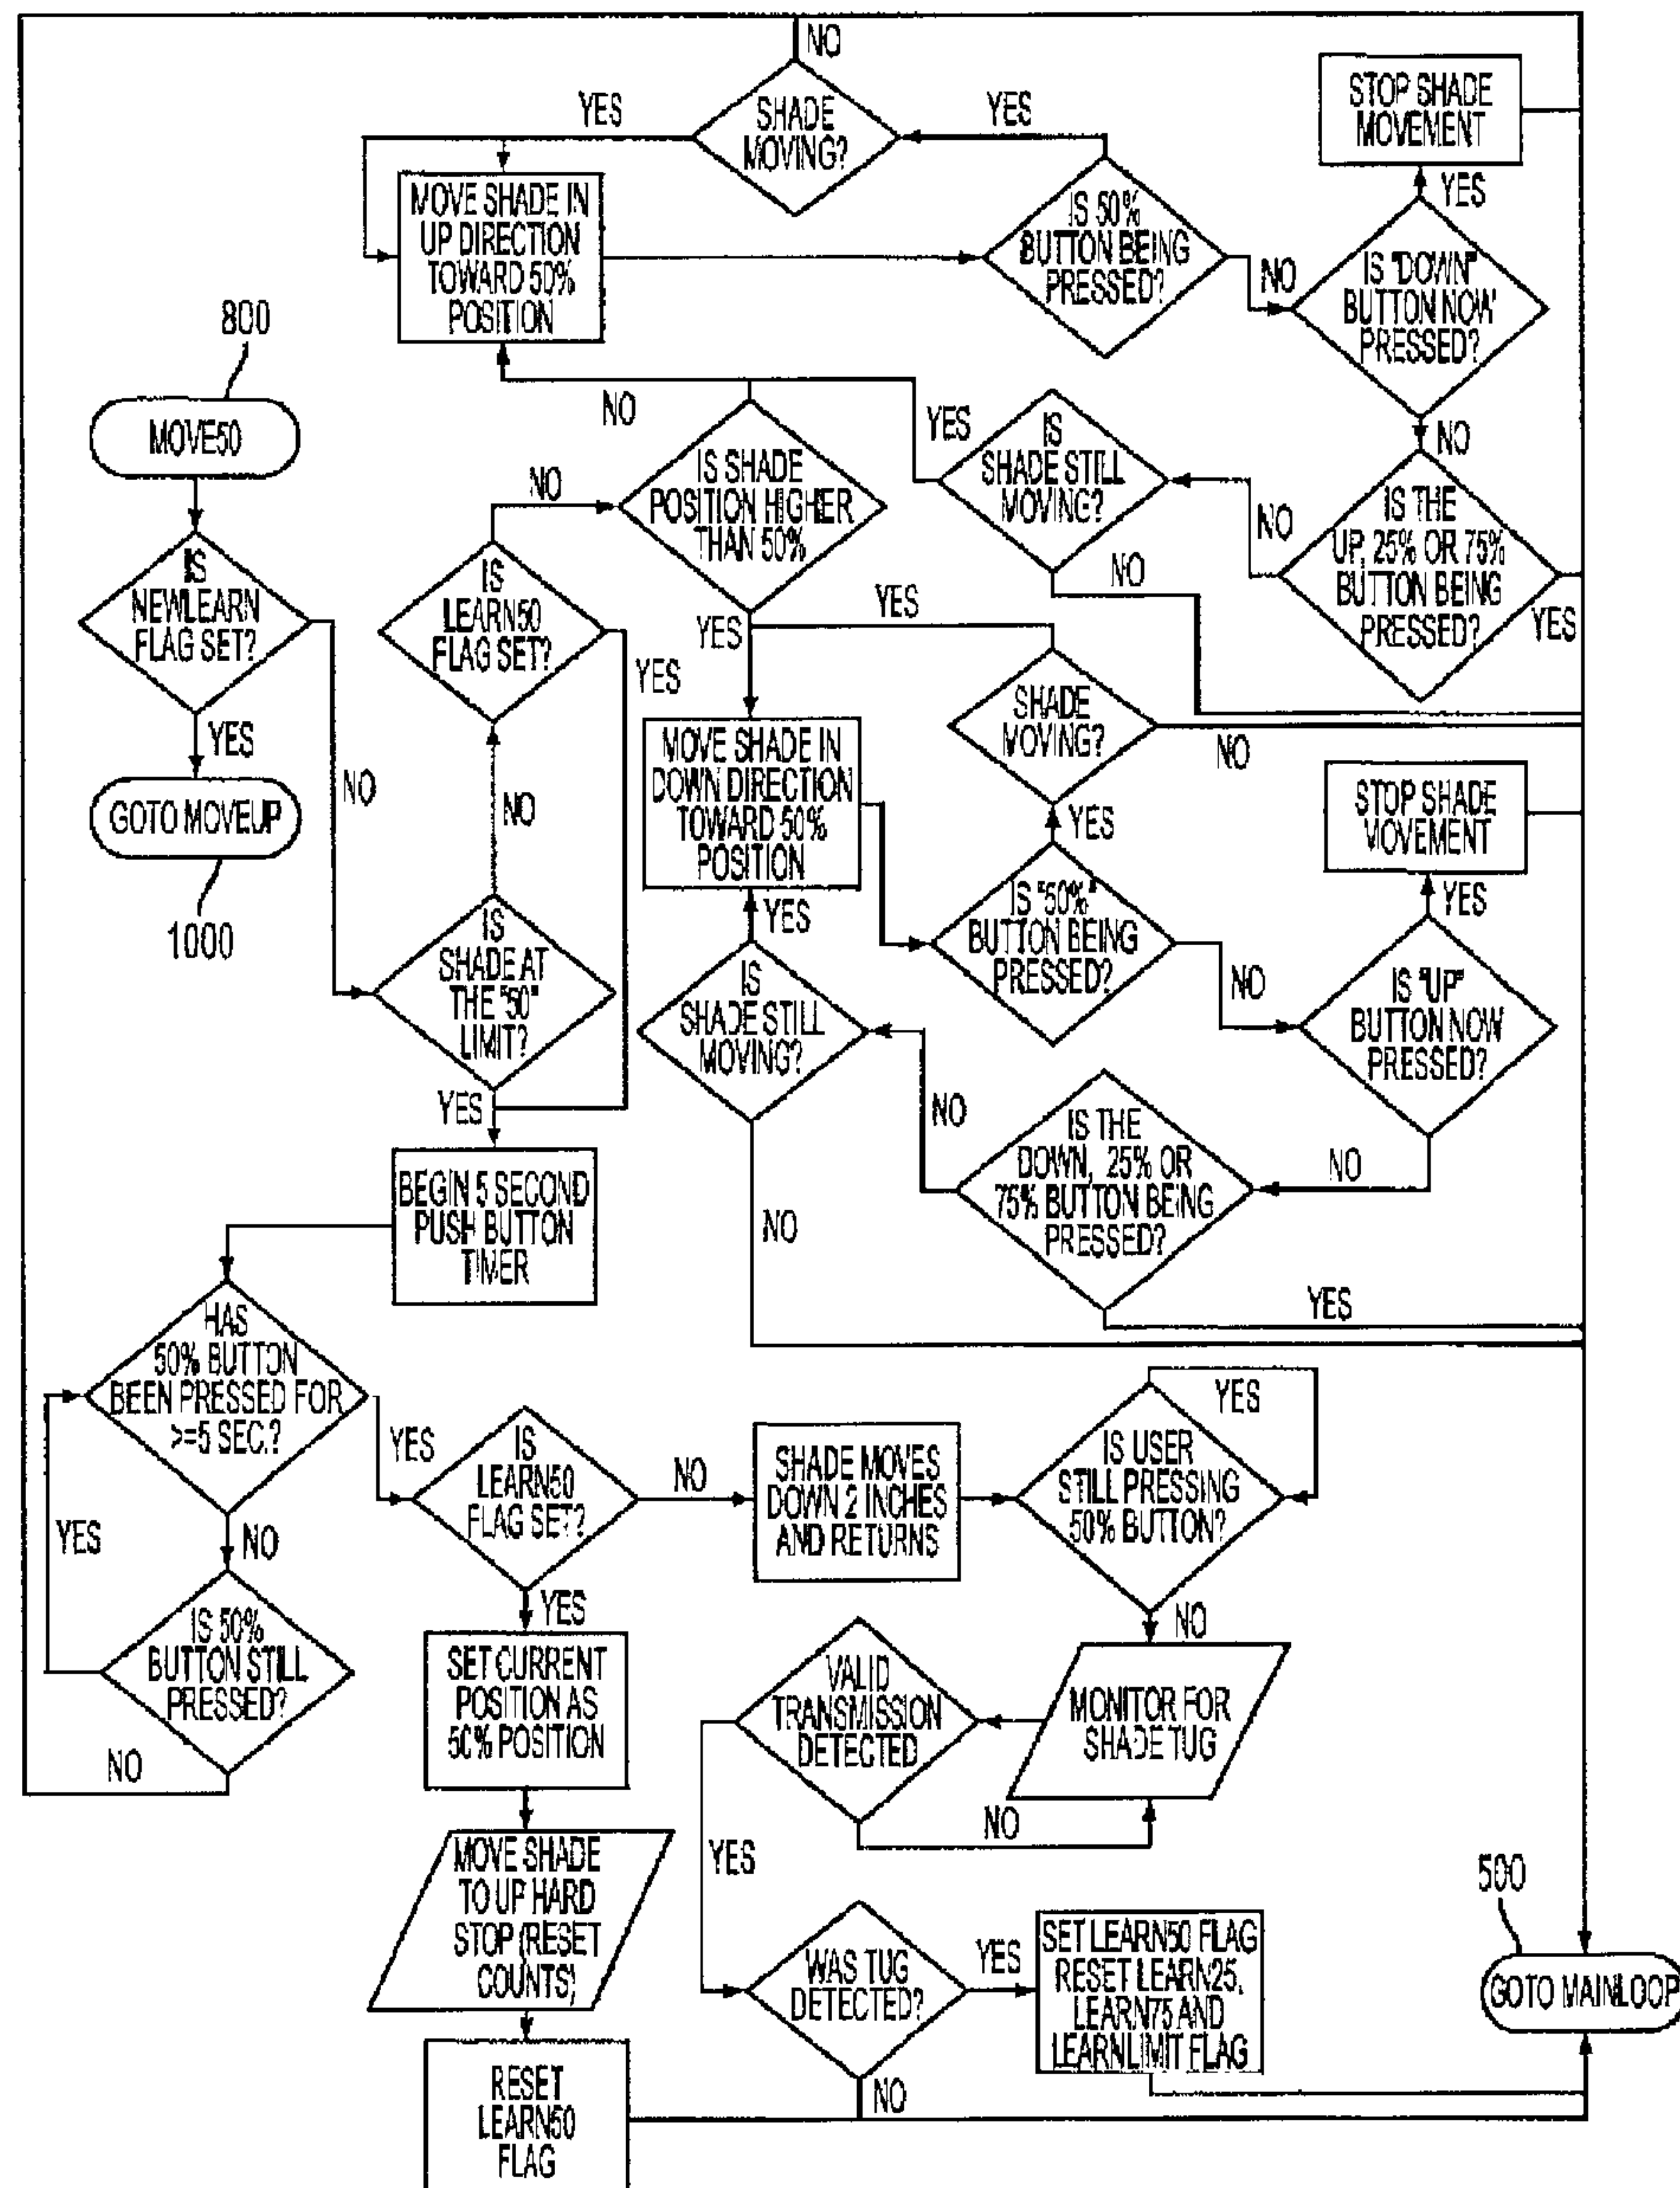 NO
SHADE
MOVING?
YES
YES
STOP SHADE
MOVEMENT
YES
MOVE SHADE IN
UP DIRECTION
TOWARD 50%
POSITION
IS 50%
BUTTON BEING
PRESSED?
NO
IS "DOWN"
BUTTON NOW
PRESSED?
NO
800
MOVE50
IS
NEWLEARN
FLAG SET?
YES
GOTO MOVEUP
1000
NO
NO
IS SHADE
POSITION HIGHER
THAN 50%
NO
YES
IS
SHADE STILL
MOVING?
YES
NO
IS THE
UP, 25% OR 75%
BUTTON BEING
PRESSED?
NO
YES
IS
LEARN50
FLAG SET?
YES
NO
IS
SHADE AT
THE "50"
LIMIT?
YES
YES
SHADE
MOVING?
NO
YES
MOVE SHADE IN
DOWN DIRECTION
TOWARD 50%
POSITION
YES
IS "50%"
BUTTON BEING
PRESSED?
NO
STOP SHADE
MOVEMENT
YES
IS "UP"
BUTTON NOW
PRESSED?
NO
IS
SHADE STILL
MOVING?
NO
NO
IS THE
DOWN, 25% OR
75% BUTTON BEING
PRESSED?
YES
BEGIN 5 SECOND
PUSH BUTTON
TIMER
HAS
50% BUTTON
BEEN PRESSED FOR
>=5 SEC.?
YES
NO
YES
IS 50%
BUTTON STILL
PRESSED?
NO
IS
LEARN50
FLAG SET?
NO
YES
SHADE MOVES
DOWN 2 INCHES
AND RETURNS
IS USER
STILL PRESSING
50% BUTTON?
YES
NO
SET CURRENT
POSITION AS
50% POSITION
VALID
TRANSMISSION
DETECTED
MONITOR FOR
SHADE TUG
NO
YES
MOVE SHADE
TO UP HARD
STOP (RESET
COUNTS)
WAS TUG
DETECTED?
YES
NO
SET LEARN50 FLAG
RESET LEARN25,
LEARN75 AND
LEARNLIMIT FLAG
500
GOTO MAINLOOP
RESET
LEARN50
FLAG